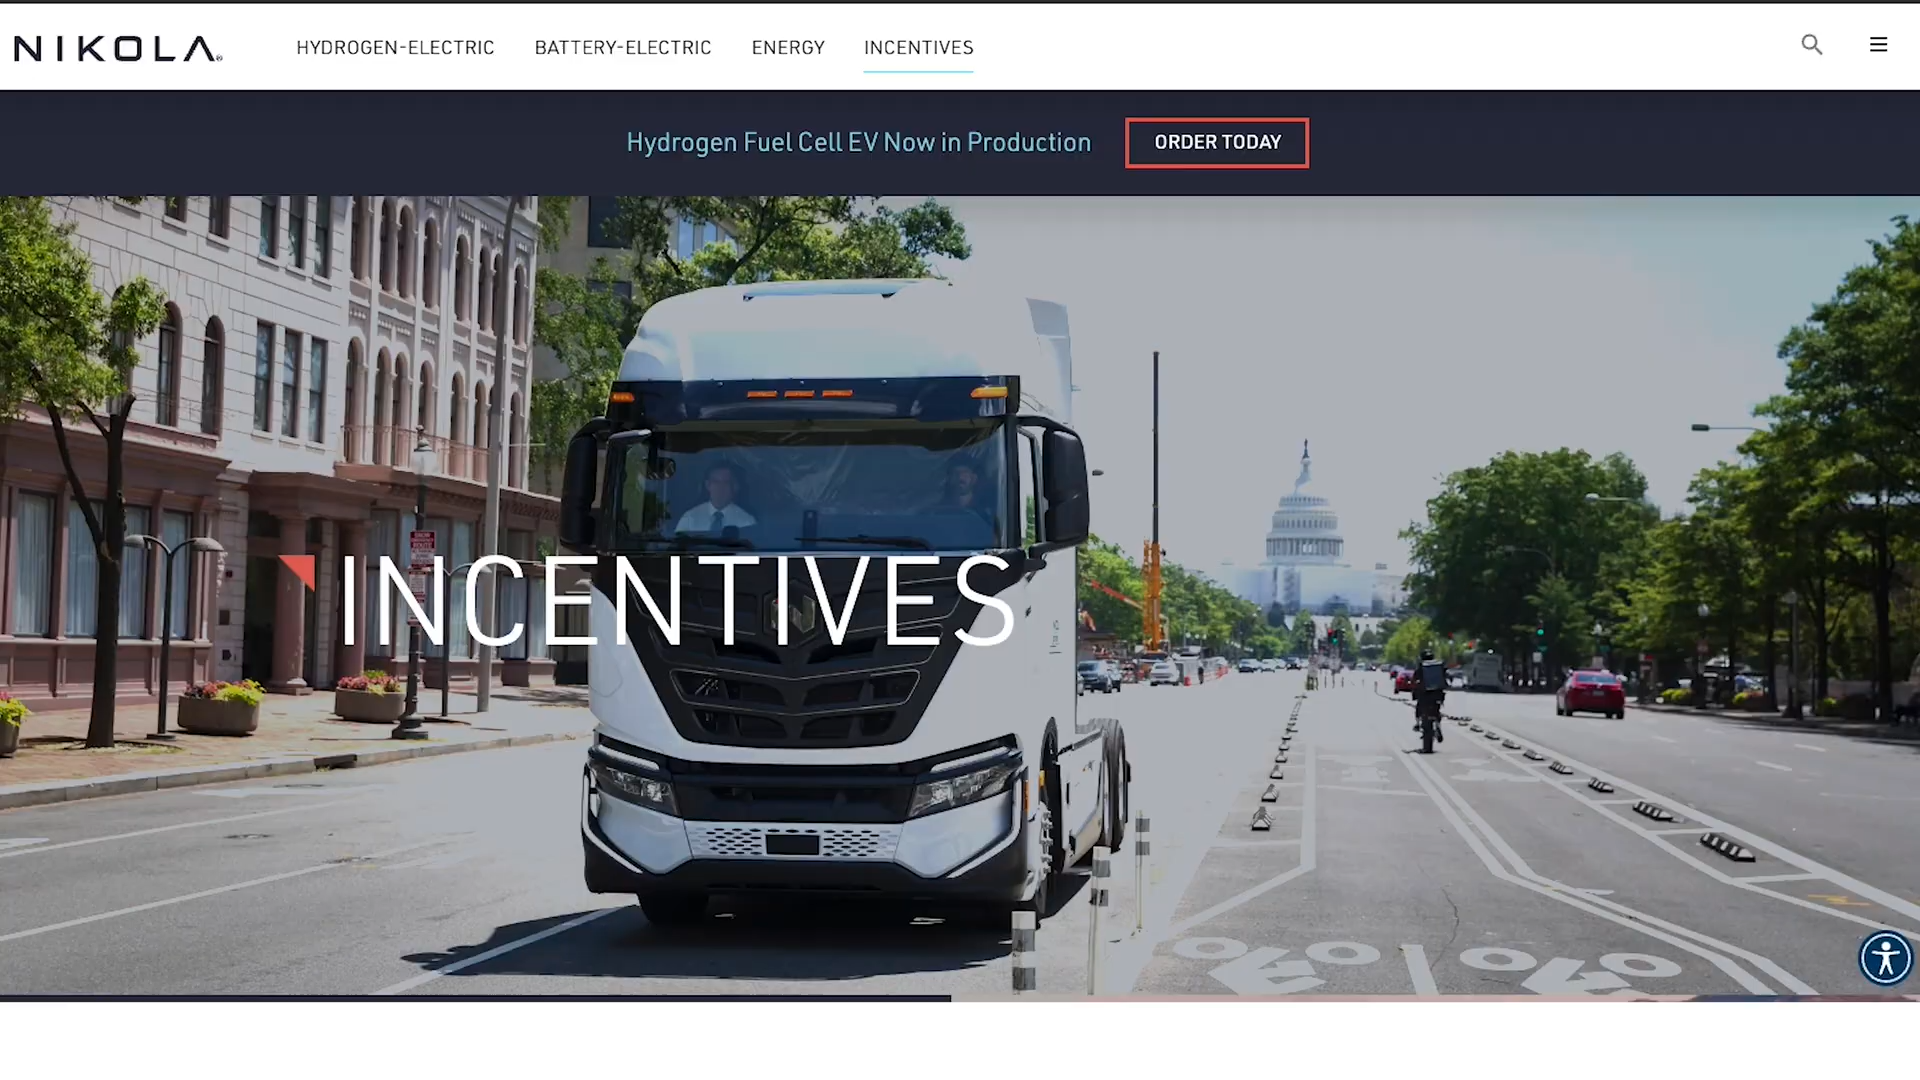 NIKOLA
HYDROGEN-ELECTRIC
BATTERY-ELECTRIC
ENERGY
INCENTIVES
Hydrogen Fuel Cell EV Now in Production
ORDER TODAY
INCENTIVES